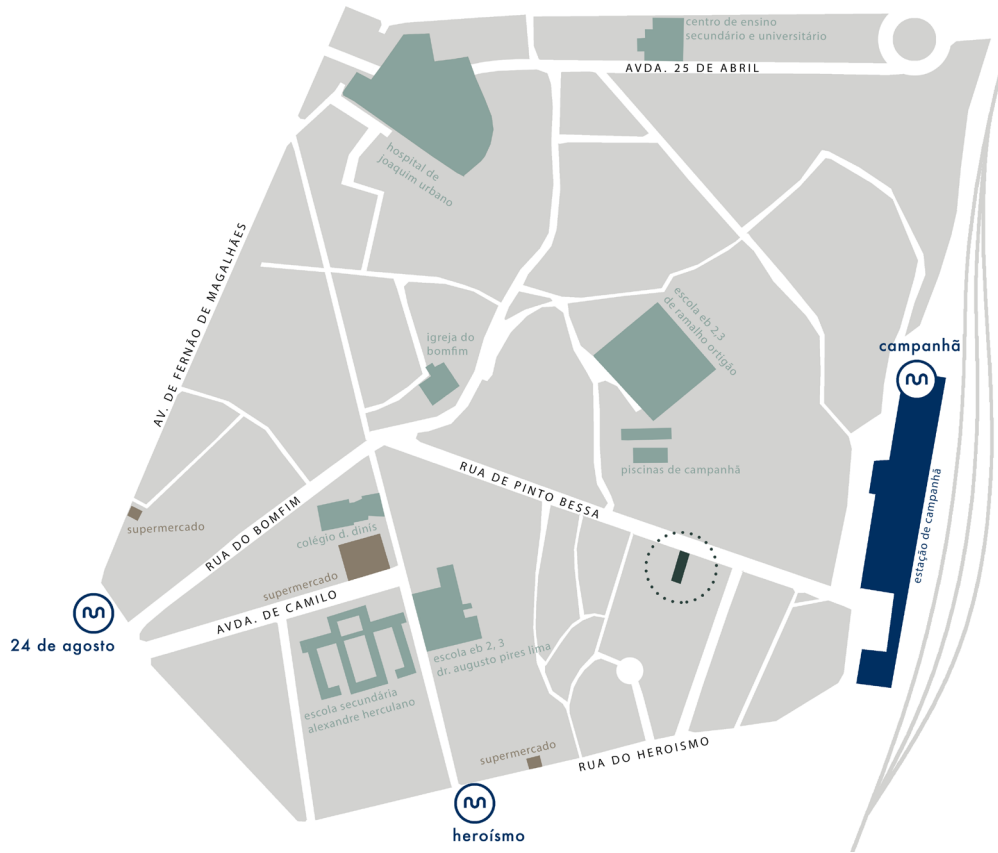 centro de ensino
secundário e universitário
AVDA. 25 DE ABRIL
hospital de
joaquim urbano
AV. DE FERNÃO DE MAGALHÃES
escola eb 2,3
de ramalho ortigão
igreja do
bomfim
campanhã
estação de campanhã
piscinas de campanhã
RUA DE PINTO BESSA
supermercado
RUA DO BOMFIM
colégio d. dinis
supermercado
AVDA. DE CAMILO
24 de agosto
escola eb 2, 3
dr. augusto pires lima
escola secundária
alexandre herculano
supermercado
RUA DO HEROISMO
heroísmo